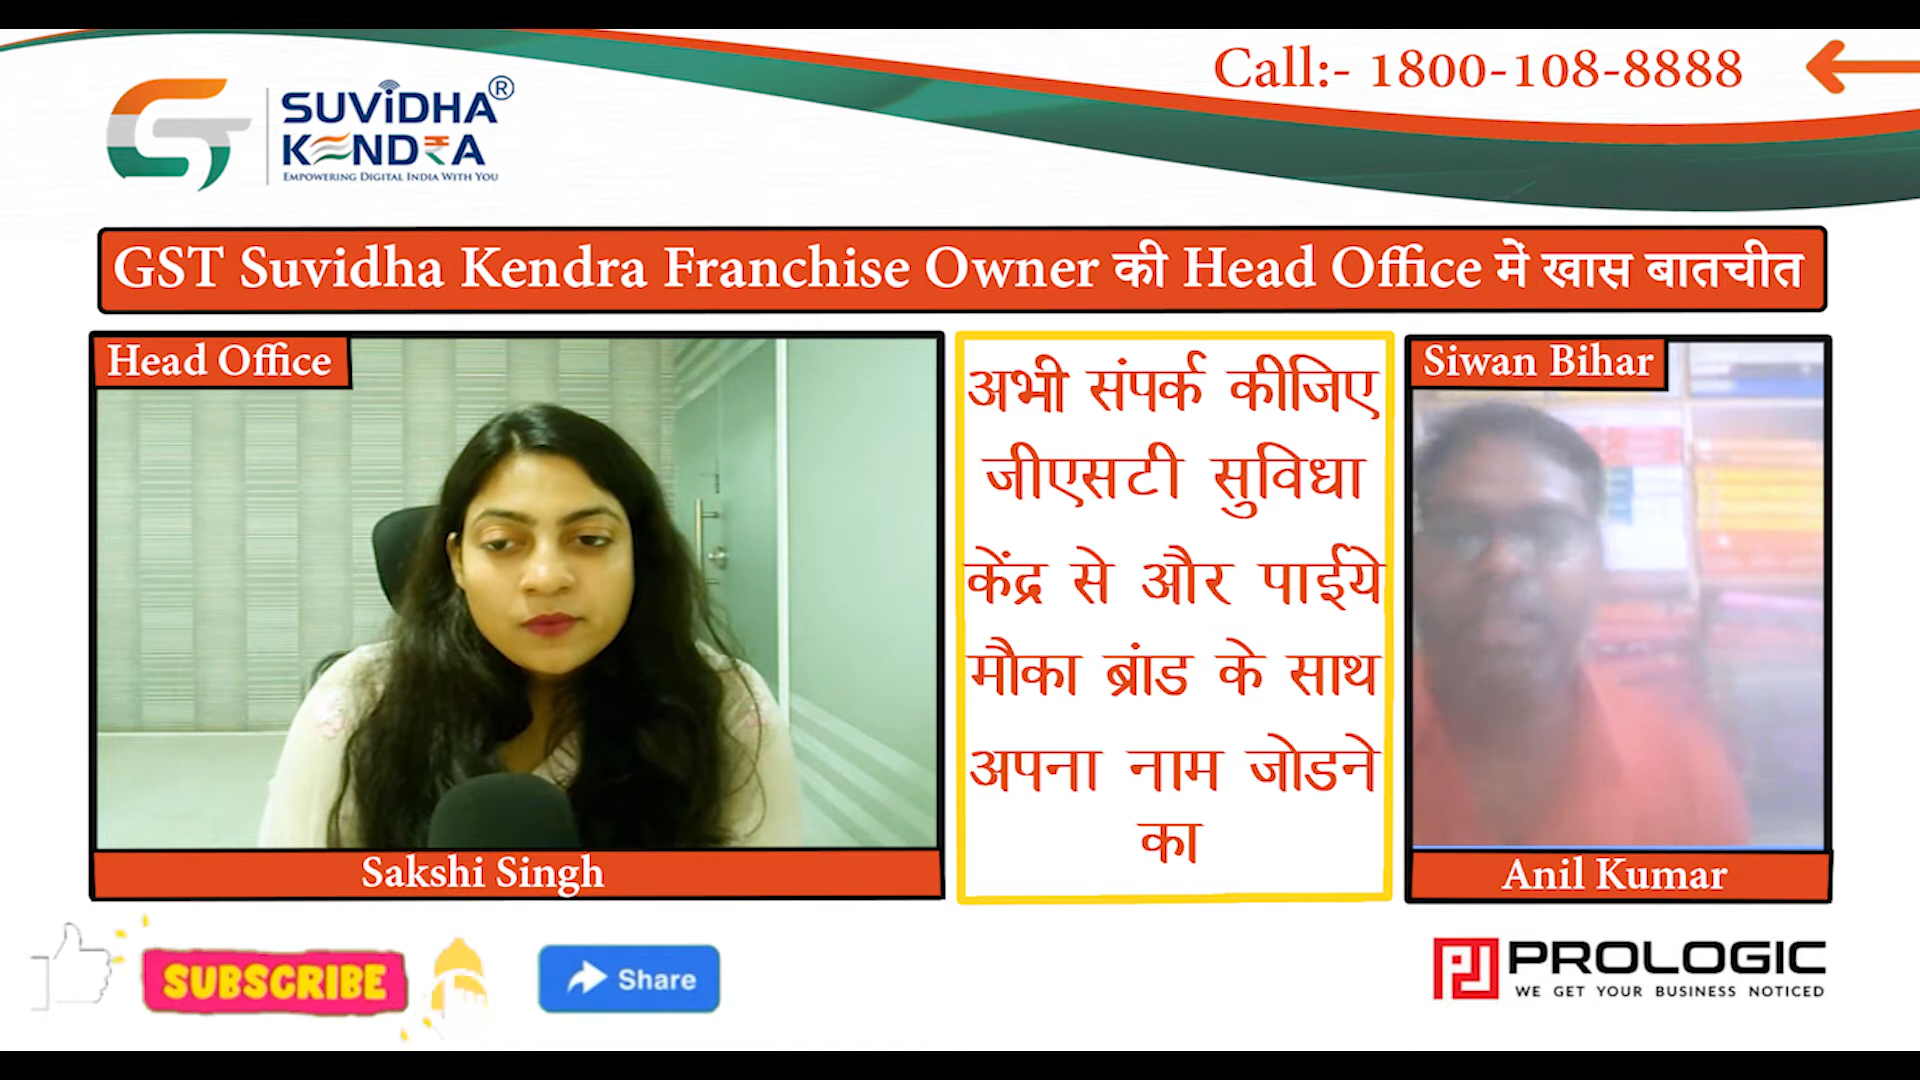 Call:- 1800-108-8888
SUVIDHA®
KENDRA
EMPOWERING DIGITAL INDIA WITH YOU
GST Suvidha Kendra Franchise Owner की Head Office में खास बातचीत
Head Office
अभी संपर्क कीजिए
जीएसटी सुविधा
केंद्र से और पाईये
मौका ब्रांड के साथ
अपना नाम जोडने
का
Siwan Bihar
Sakshi Singh
Anil Kumar
SUBSCRIBE
Share
PROLOGIC
WE GET YOUR BUSINESS NOTICED